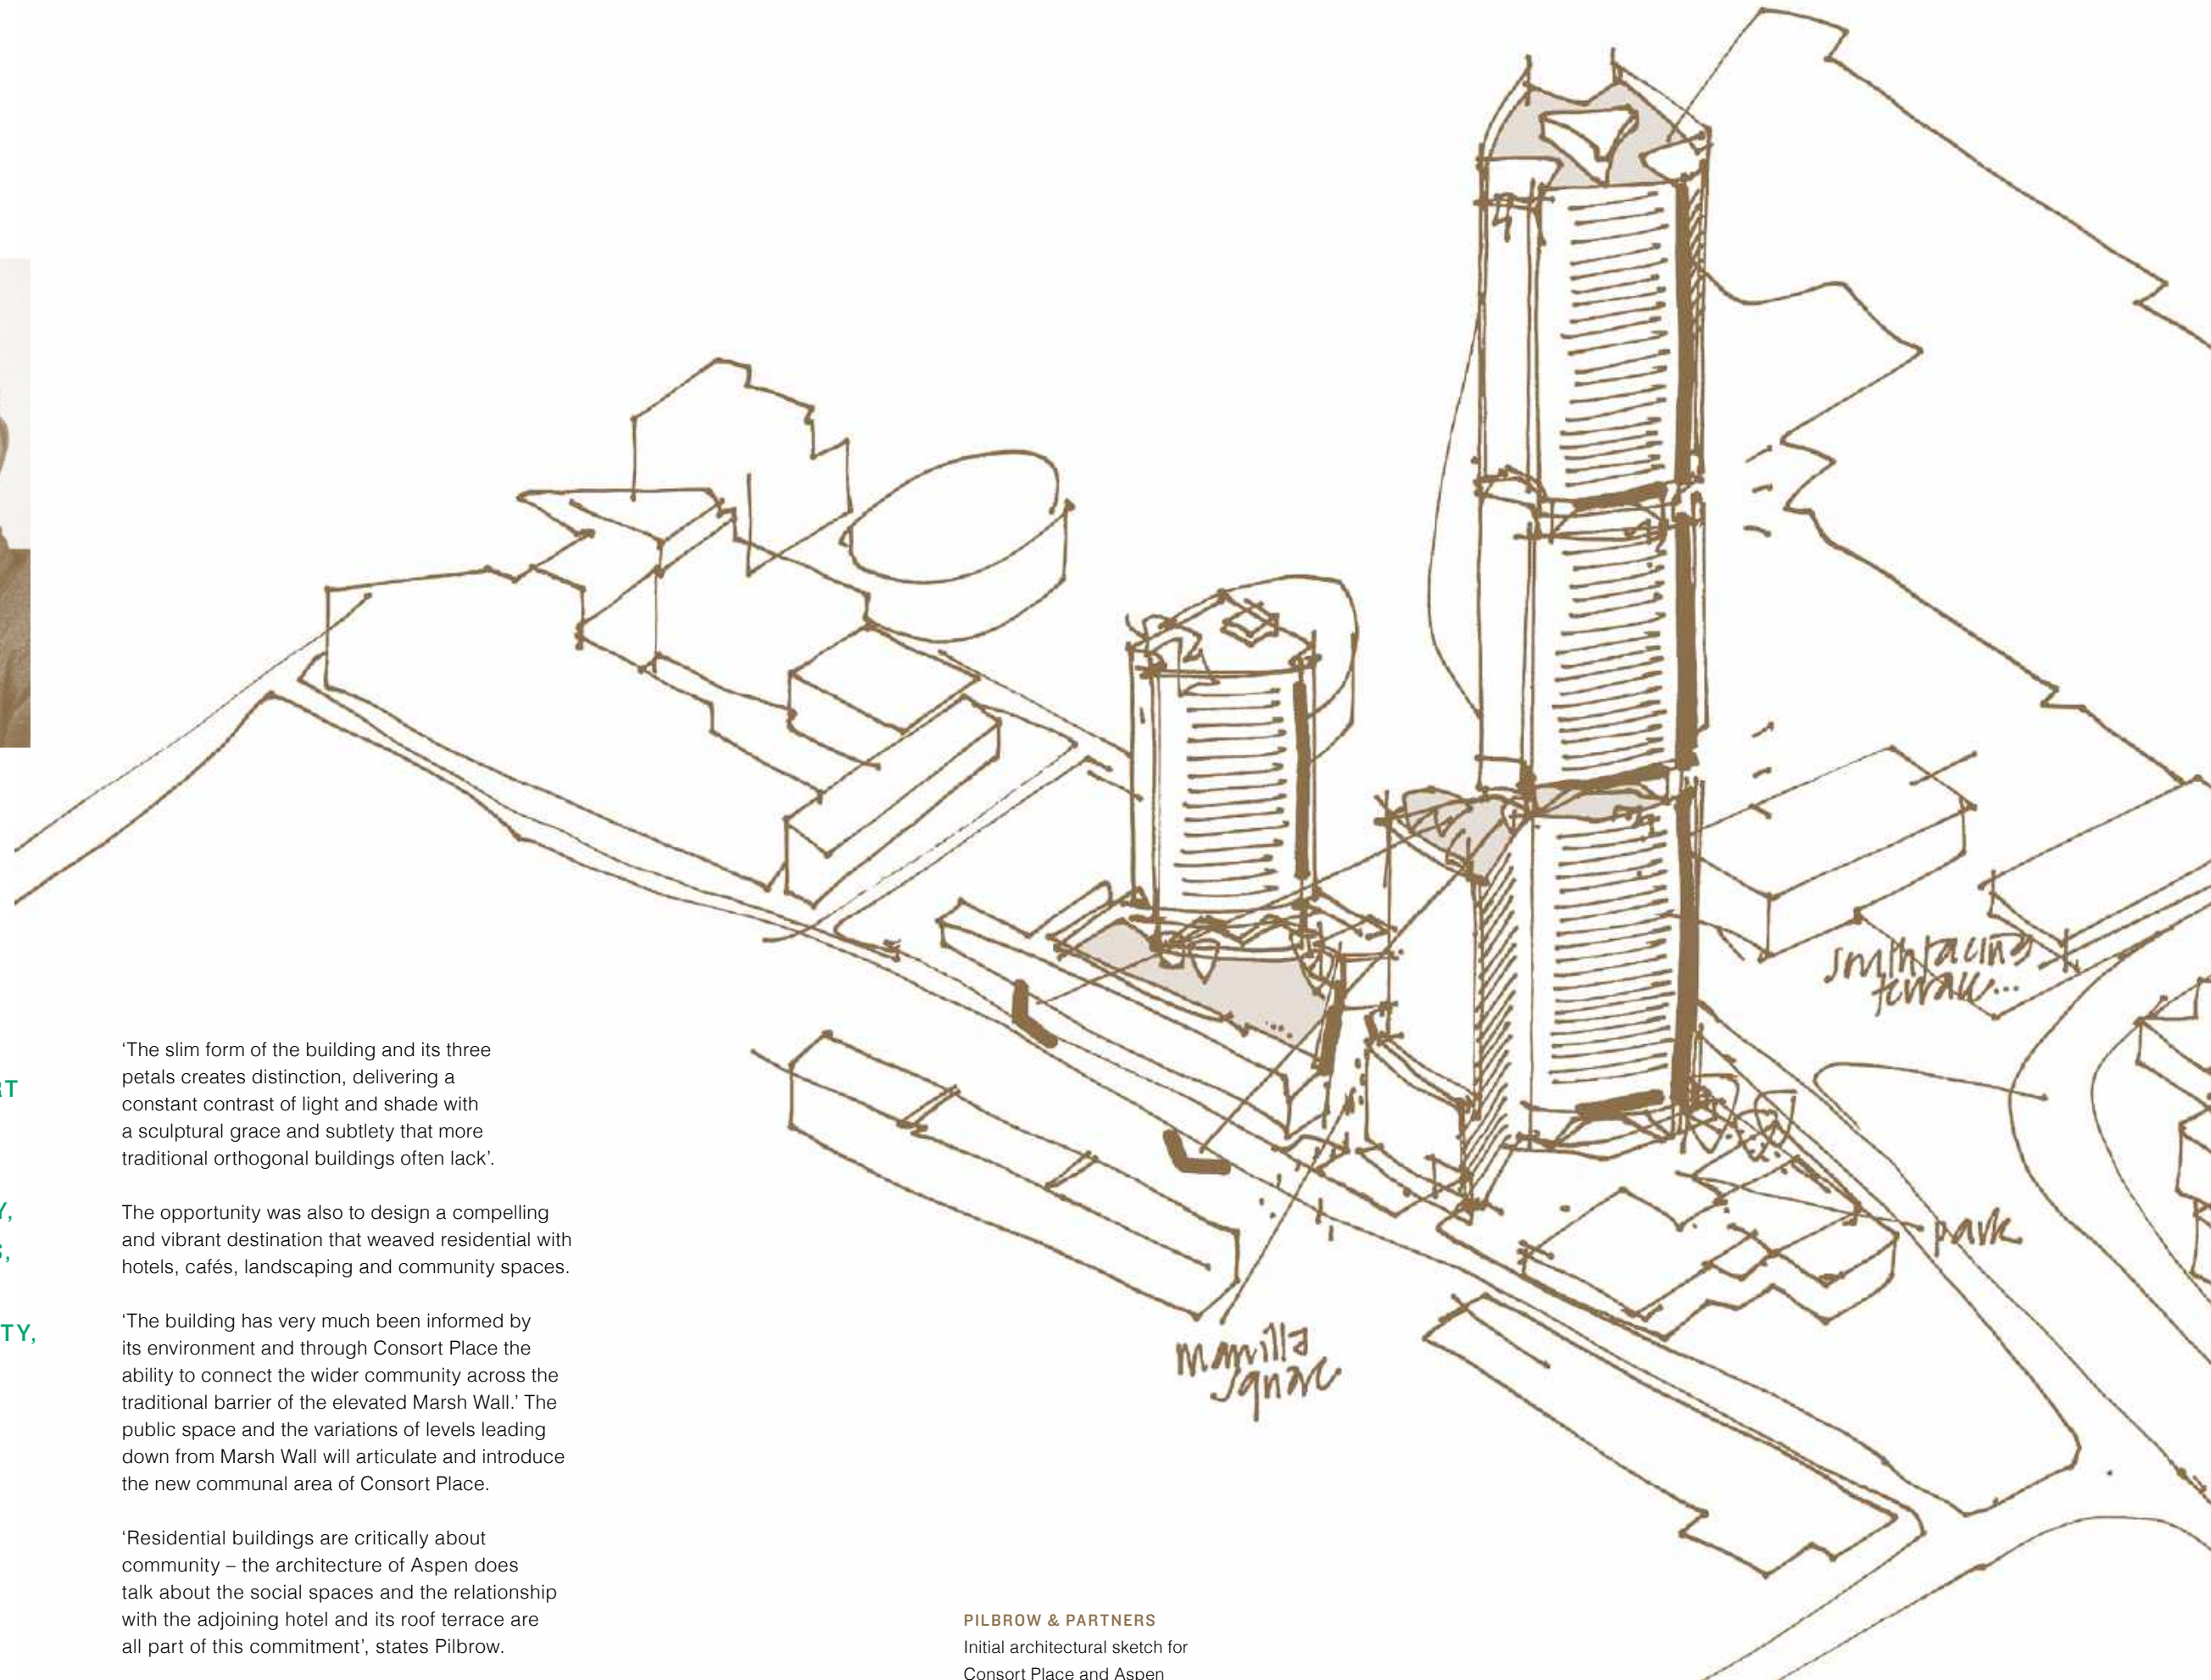 RT
Y,
S,
TY,
‘The slim form of the building and its three
petals creates distinction, delivering a
constant contrast of light and shade with
a sculptural grace and subtlety that more
traditional orthogonal buildings often lack’.
The opportunity was also to design a compelling
and vibrant destination that weaved residential with
hotels, cafés, landscaping and community spaces.
‘The building has very much been informed by
its environment and through Consort Place the
ability to connect the wider community across the
traditional barrier of the elevated Marsh Wall.’ The
public space and the variations of levels leading
down from Marsh Wall will articulate and introduce
the new communal area of Consort Place.
‘Residential buildings are critically about
community – the architecture of Aspen does
talk about the social spaces and the relationship
with the adjoining hotel and its roof terrace are
all part of this commitment’, states Pilbrow.
south facing
terrace...
park
manilla
square
PILBROW & PARTNERS
Initial architectural sketch for
Consort Place and Aspen